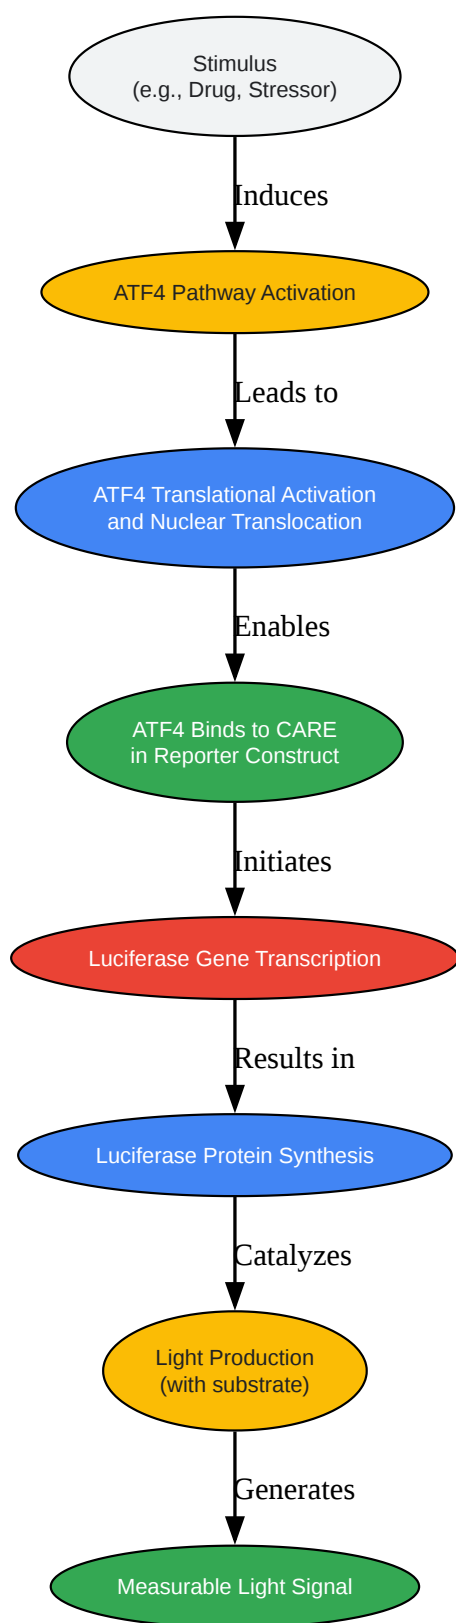 Stimulus
(e.g., Drug, Stressor)
Induces
ATF4 Pathway Activation
Leads to
ATF4 Translational Activation
and Nuclear Translocation
Enables
ATF4 Binds to CARE
in Reporter Construct
Initiates
Luciferase Gene Transcription
Results in
Luciferase Protein Synthesis
Catalyzes
Light Production
(with substrate)
Generates
Measurable Light Signal